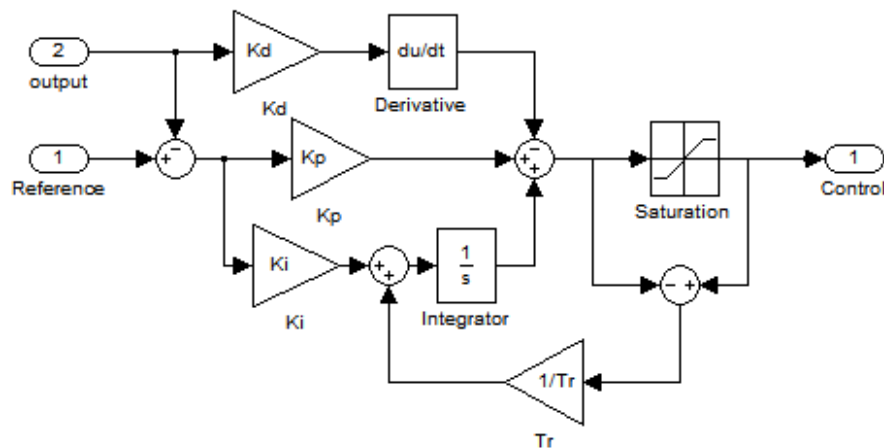 2
output
Kd
Kd
du/dt
Derivative
1
Reference
−
Kp
Kp
−
+
+
Saturation
1
Control
Ki
Ki
+
+
1
s
Integrator
− +
1/Tr
Tr